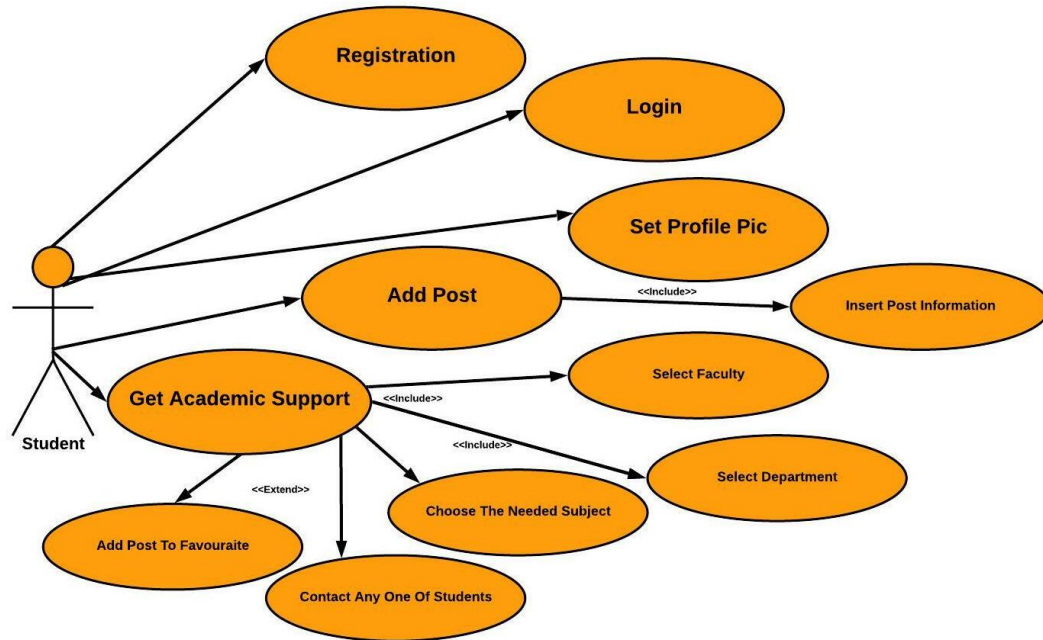 Registration
Login
Set Profile Pic
Add Post
<<Include>>
Insert Post Information
Select Faculty
Get Academic Support
<<Include>>
Student
<<Include>>
Select Department
<<Extend>>
Choose The Needed Subject
Add Post To Favouraite
Contact Any One Of Students